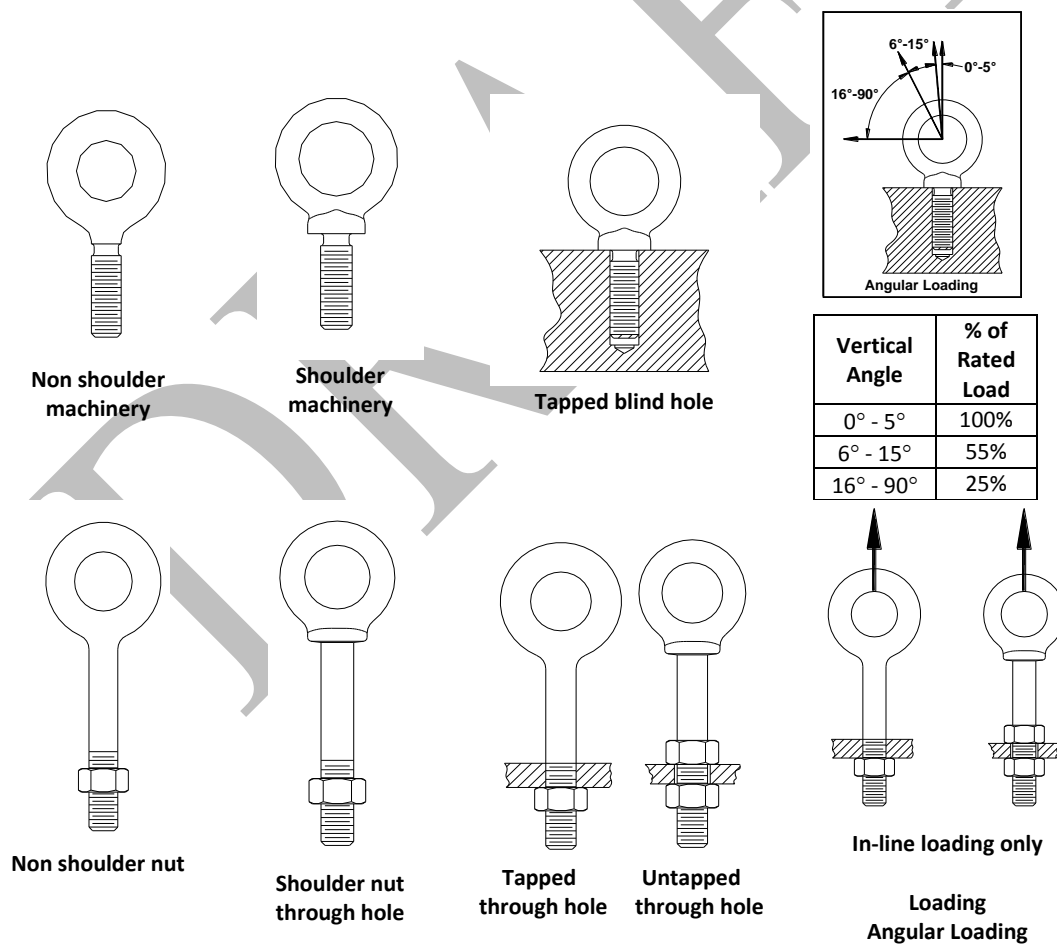 6°-15°
0°-5°
16°-90°
Angular Loading
Non shoulder
machinery
Shoulder
machinery
Tapped blind hole
Vertical
Angle
% of
Rated
Load
0° - 5°
100%
6° - 15°
55%
16° - 90°
25%
Non shoulder nut
Shoulder nut
through hole
Tapped
through hole
Untapped
through hole
In-line loading only
Loading
Angular Loading